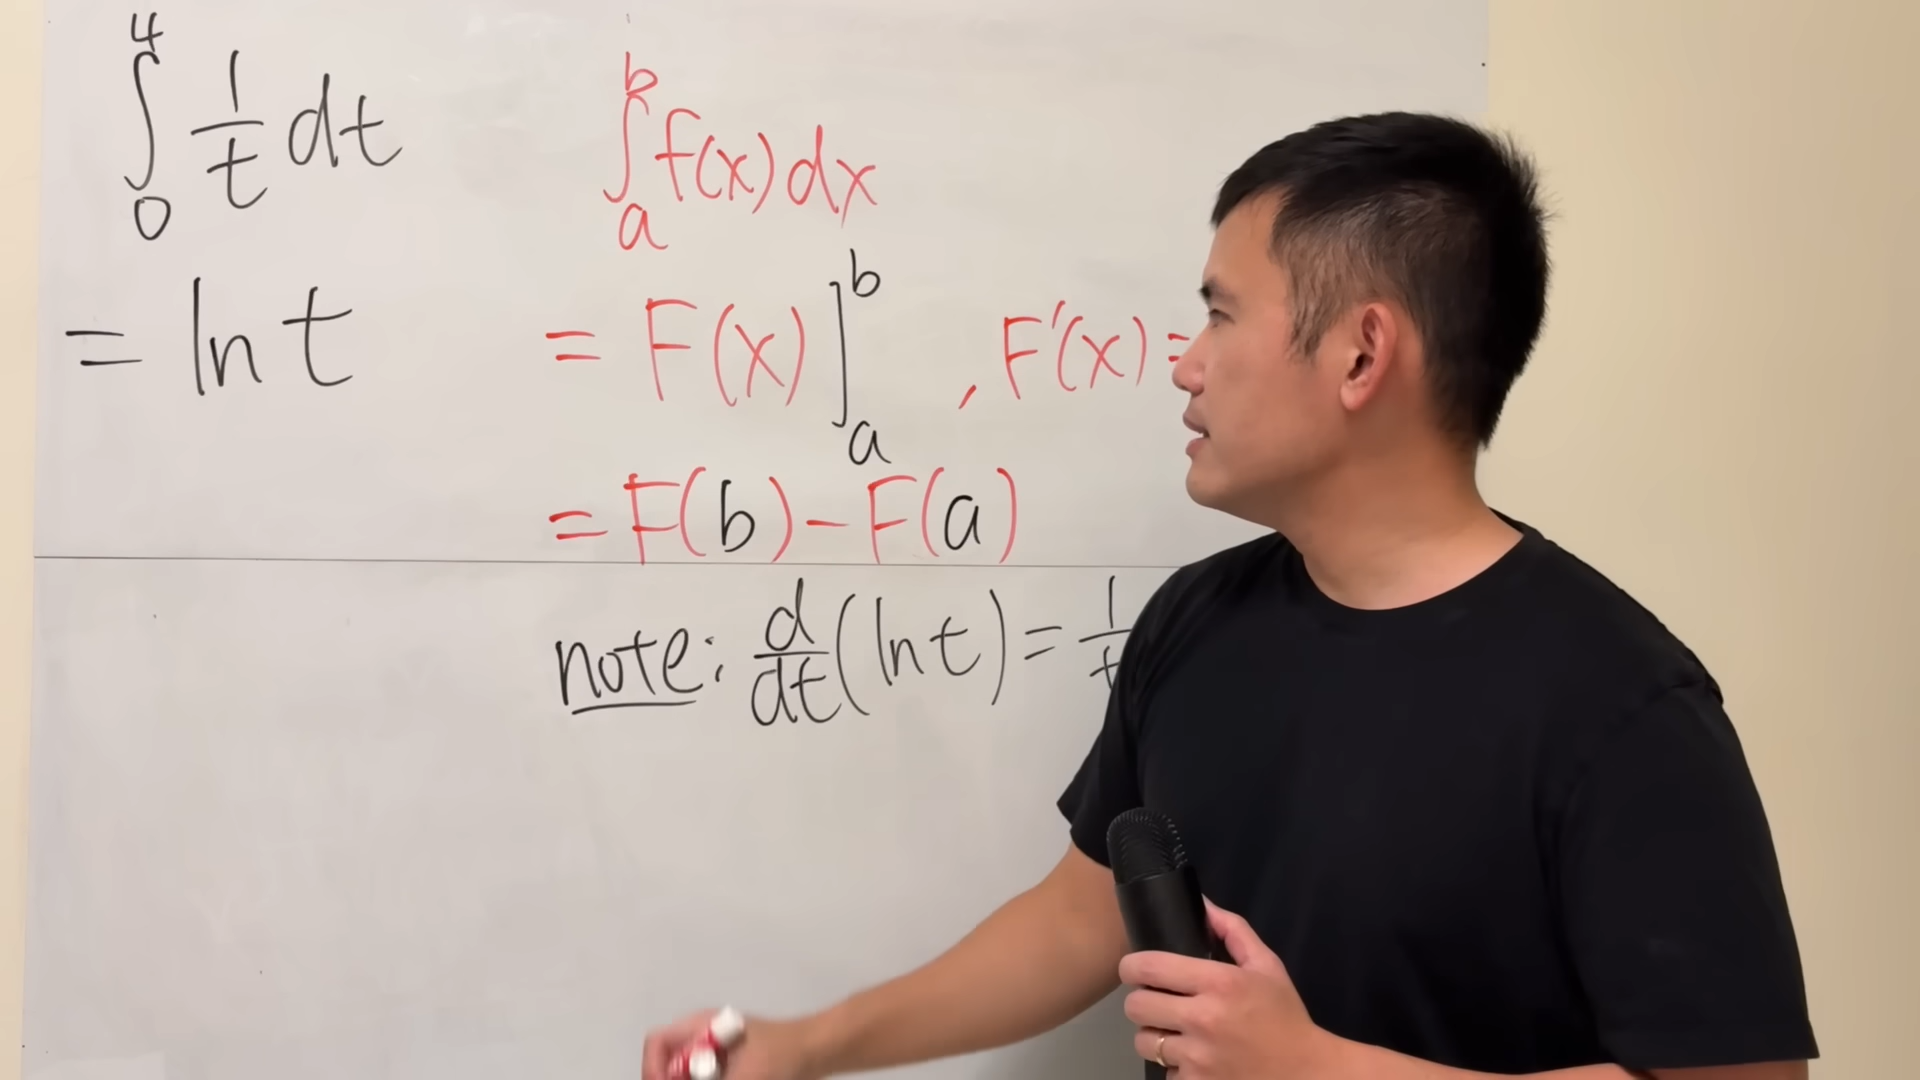 ∫₀⁴ 1/t dt
= ln t
∫ₐᵇ f(x) dx
= F(x)]ₐᵇ , F'(x) =
= F(b) - F(a)
note: d/dt (ln t) = 1/t